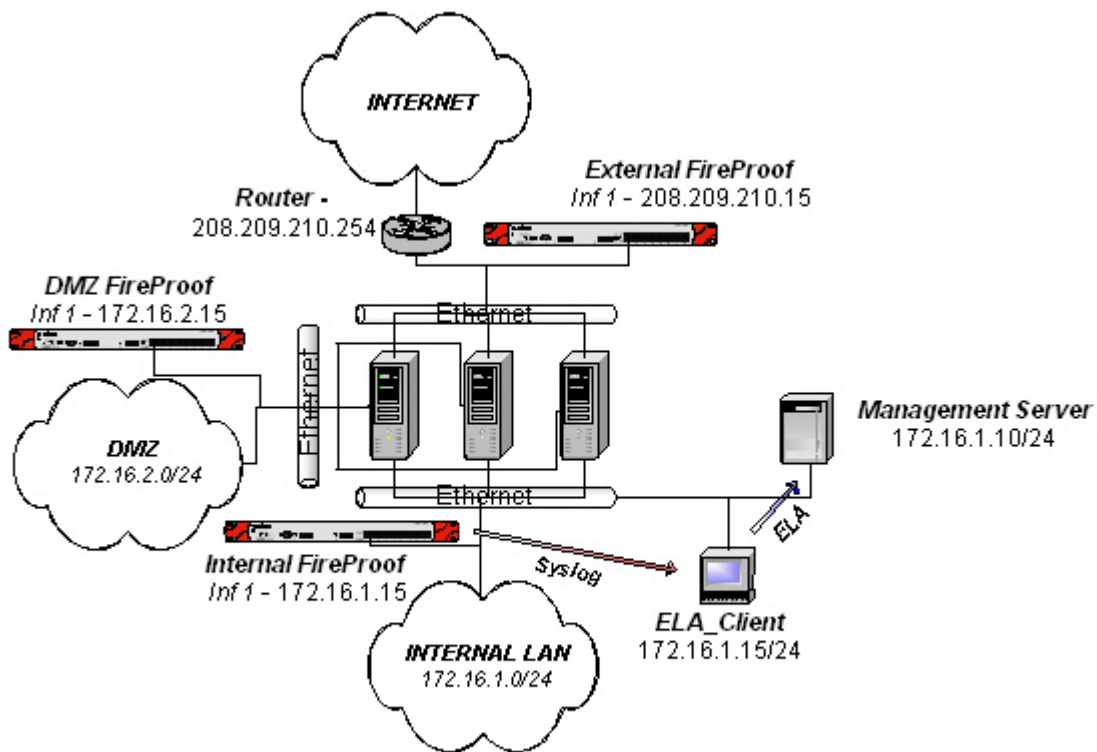 INTERNET
External FireProof
Inf 1 - 208.209.210.15
Router -
208.209.210.254
DMZ FireProof
Inf 1 - 172.16.2.15
Ethernet
Ethernet
Management Server
172.16.1.10/24
DMZ
172.16.2.0/24
Ethernet
ELA
Internal FireProof
Inf 1 - 172.16.1.15
Syslog
ELA_Client
172.16.1.15/24
INTERNAL LAN
172.16.1.0/24